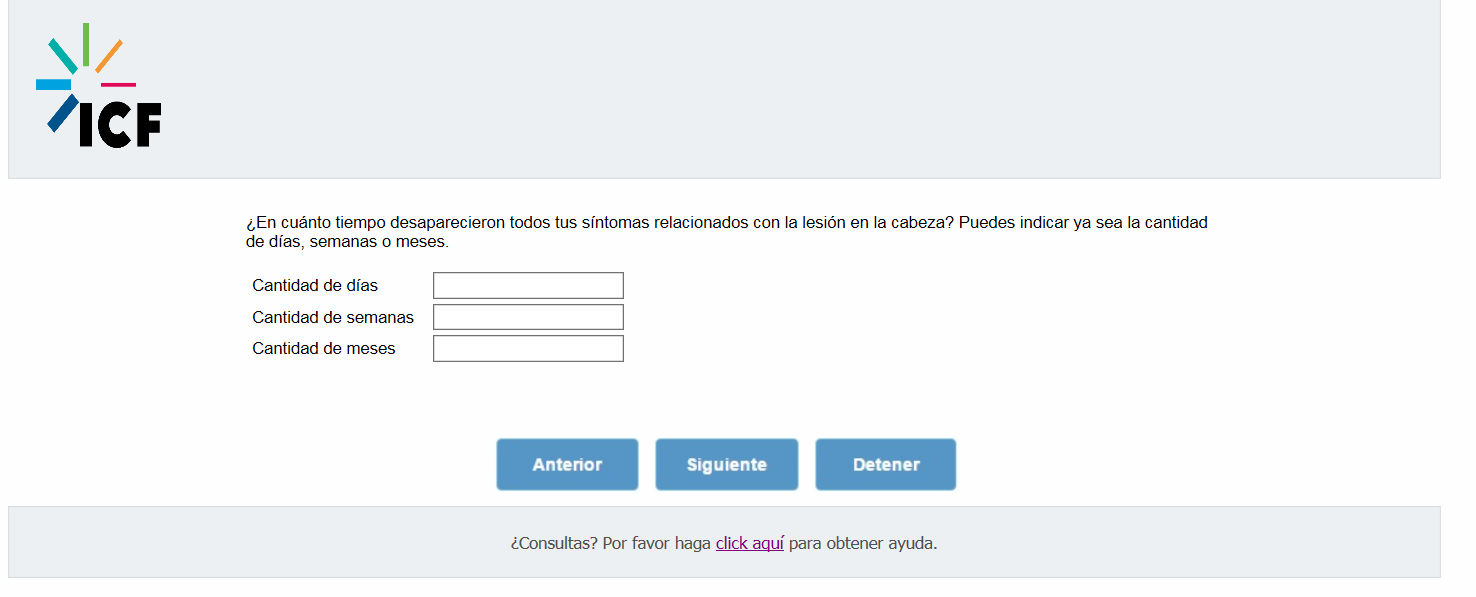 ICF
¿En cuánto tiempo desaparecieron todos tus síntomas relacionados con la lesión en la cabeza? Puedes indicar ya sea la cantidad
de días, semanas o meses.
Cantidad de días
Cantidad de semanas
Cantidad de meses
Anterior Siguiente Detener
¿Consultas? Por favor haga click aquí para obtener ayuda.